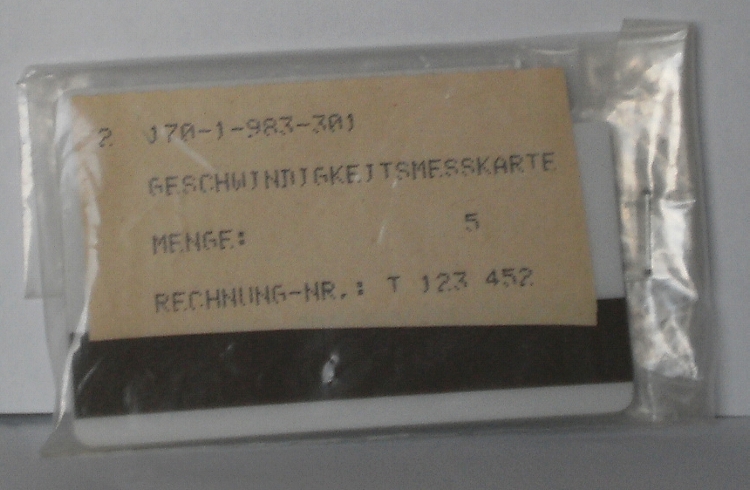 2 170-1-983-301
GESCHWINDIGKEITSMESSKARTE
MENGE: 5
RECHNUNG-NR.: T 123 452